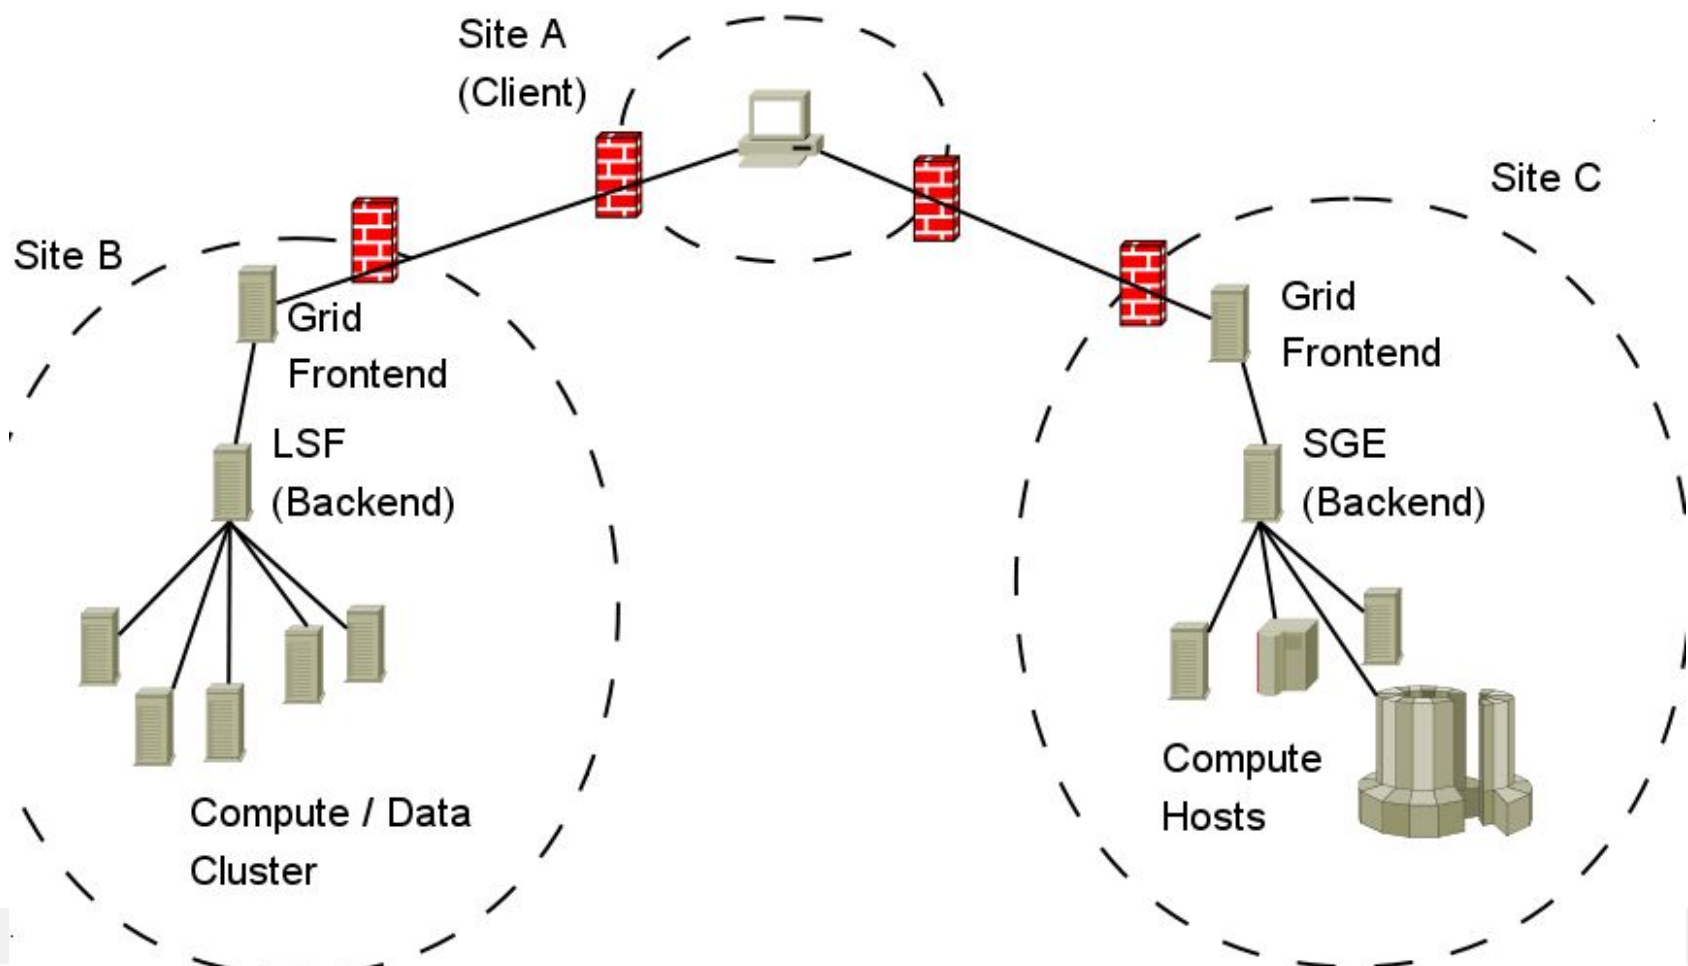 Site A
(Client)
Site B
Site C
Grid
Frontend
Grid
Frontend
LSF
(Backend)
SGE
(Backend)
Compute / Data
Cluster
Compute
Hosts